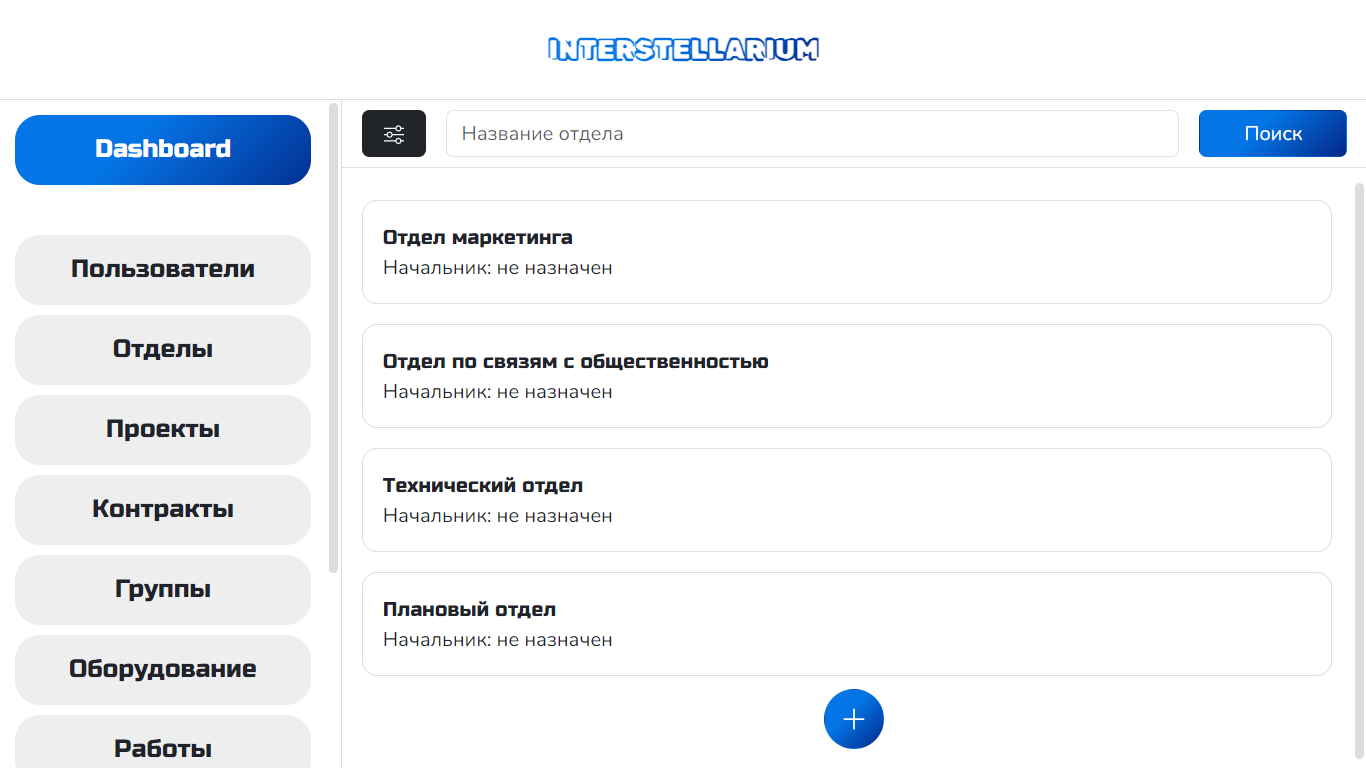 INTERSTELLARIUM
Dashboard
Пользователи
Отделы
Проекты
Контракты
Группы
Оборудование
Работы
Название отдела
Поиск
Отдел маркетинга
Начальник: не назначен
Отдел по связям с общественностью
Начальник: не назначен
Технический отдел
Начальник: не назначен
Плановый отдел
Начальник: не назначен